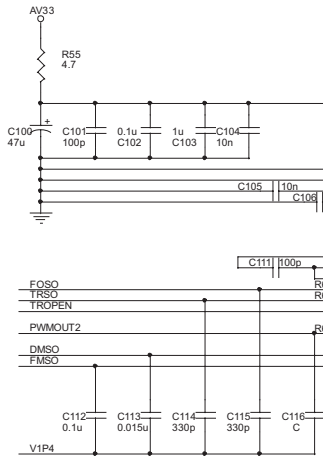 AV33
R55
4.7
C100
47u
+
C101
100p
0.1u
C102
1u
C103
C104
10n
C105
10n
C106
C111
100p
FOSO
TRSO
TROPEN
PWMOUT2
DMSO
FMSO
C112
0.1u
C113
0.015u
C114
330p
C115
330p
C116
C
V1P4